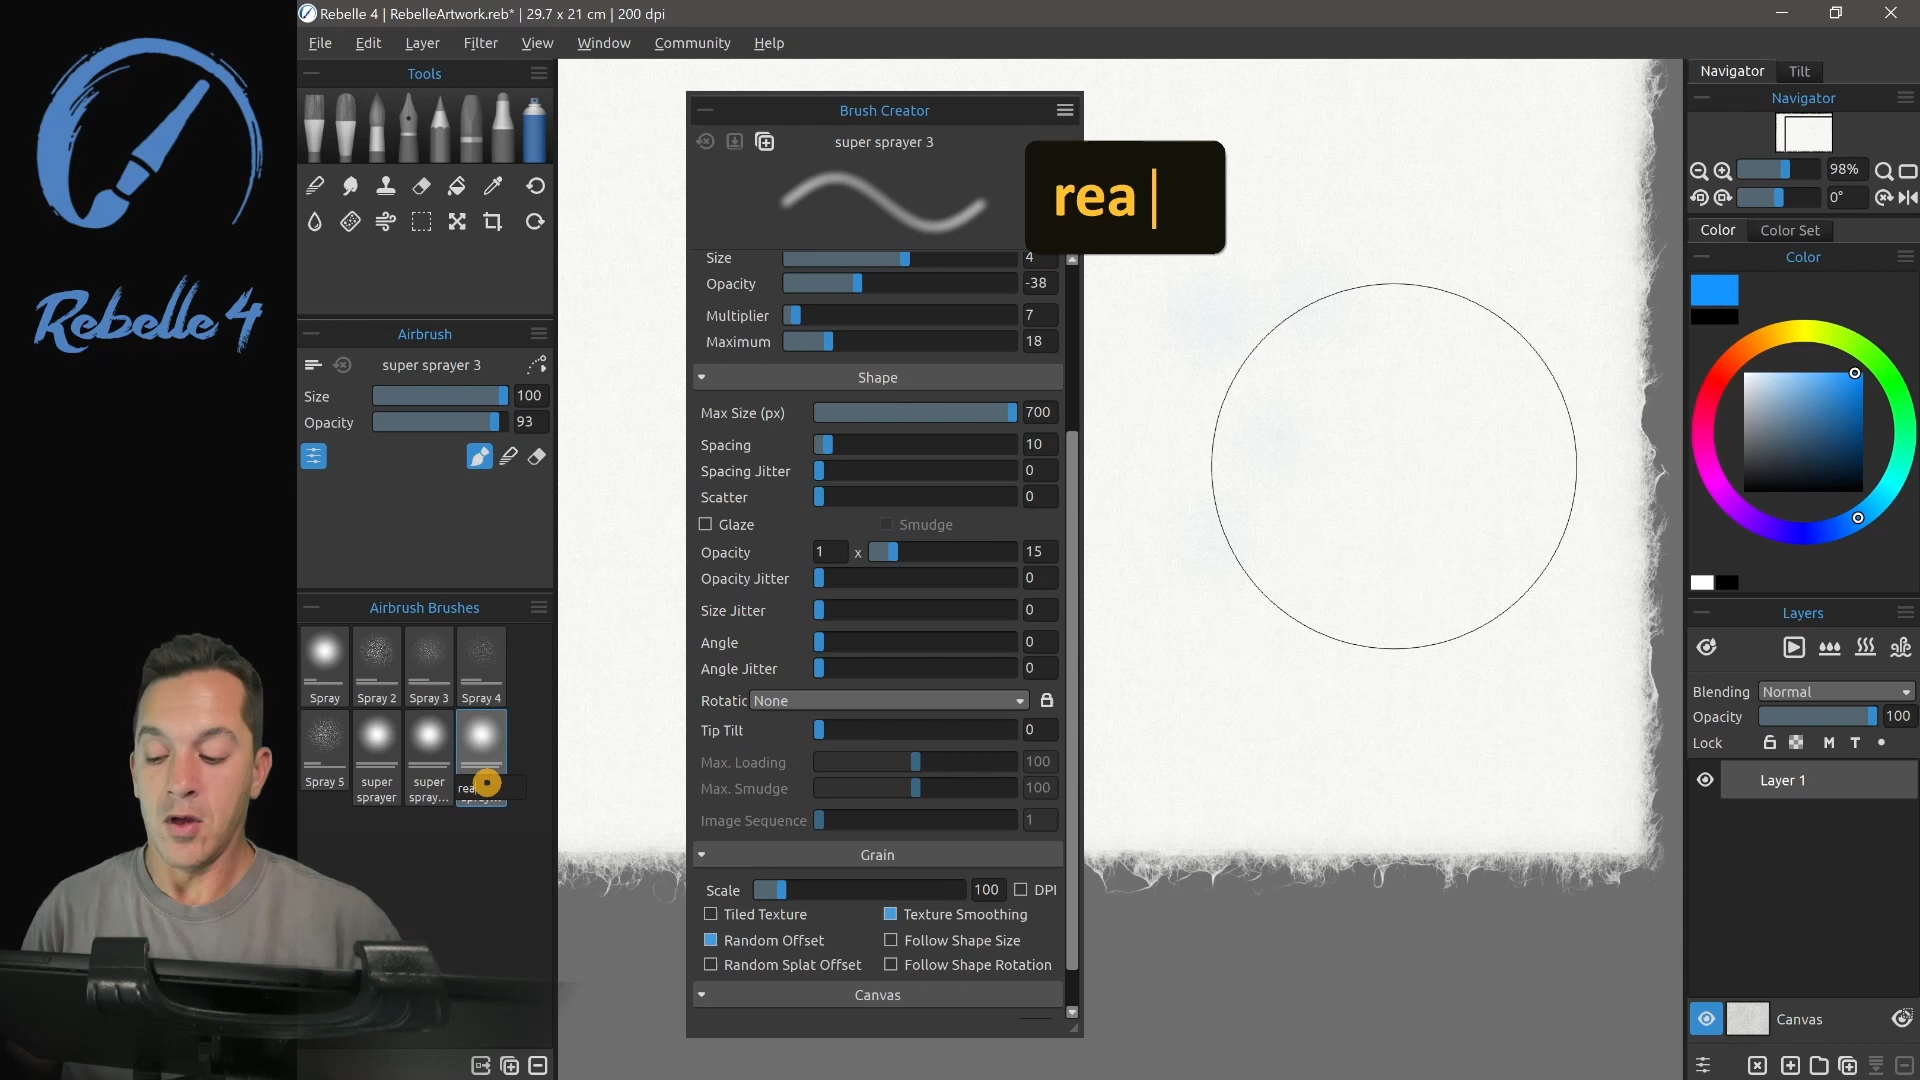 Rebelle 4 | RebelleArtwork.reb* | 29.7 x 21 cm | 200 dpi
File Edit Layer Filter View Window Community Help
Rebelle 4
Tools
Airbrush
super sprayer 3
Size 100
Opacity 93
Airbrush Brushes
Spray Spray 2 Spray 3 Spray 4
Spray 5 super sprayer super spray... rea
Brush Creator
super sprayer 3
rea
Size 4
Opacity -38
Multiplier 7
Maximum 18
Shape
Max Size (px) 700
Spacing 10
Spacing Jitter 0
Scatter 0
Glaze Smudge
Opacity 1 x 15
Opacity Jitter 0
Size Jitter 0
Angle 0
Angle Jitter 0
Rotatic None
Tip Tilt 0
Max. Loading 100
Max. Smudge 100
Image Sequence 1
Grain
Scale 100 DPI
Tiled Texture Texture Smoothing
Random Offset Follow Shape Size
Random Splat Offset Follow Shape Rotation
Canvas
Navigator Tilt
Navigator
98%
0°
Color Color Set
Color
Layers
Blending Normal
Opacity 100
Lock M T
Layer 1
Canvas